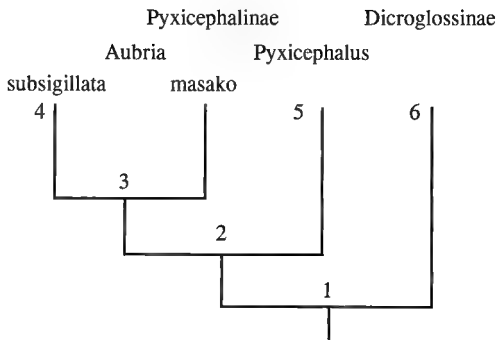 Pyxicephalinae Dicroglossinae
Aubria Pyxicephalus
subsigillata masako
4 5 6
3
2
1